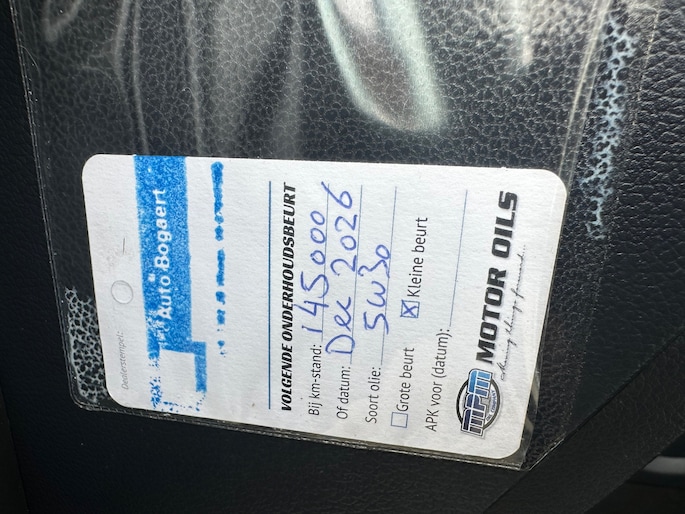 Dealerstempel:
Auto Bogaert
VOLGENDE ONDERHOUDSBEURT
Bij km-stand: 145000
Of datum: Dec 2026
Soort olie: 5W30
Grote beurt ☒ Kleine beurt
APK voor (datum):
mpm MOTOR OILS